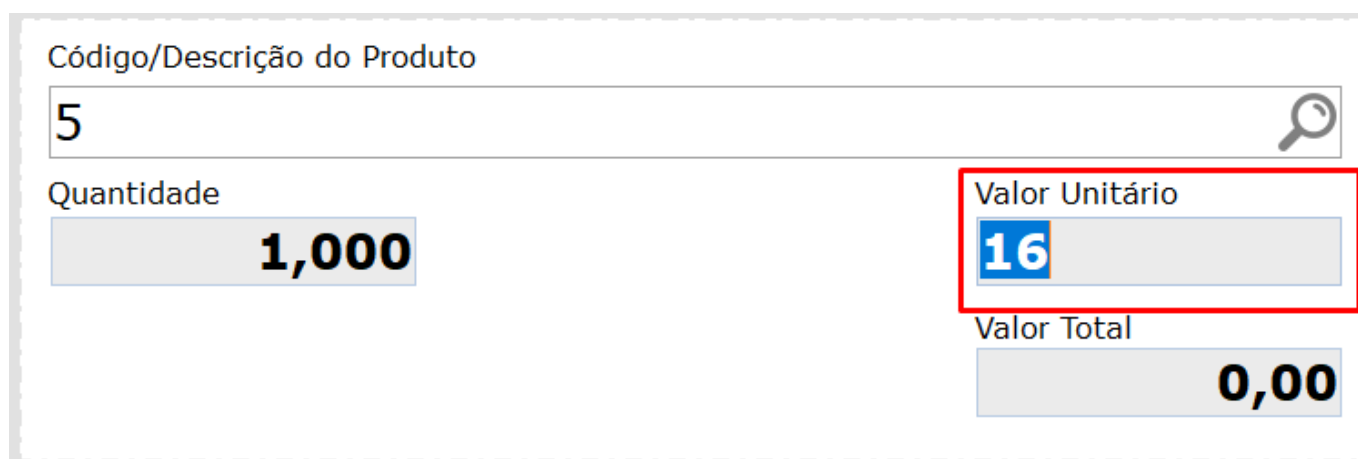 Código/Descrição do Produto
5
Quantidade
Valor Unitário
1,000
16
Valor Total
0,00